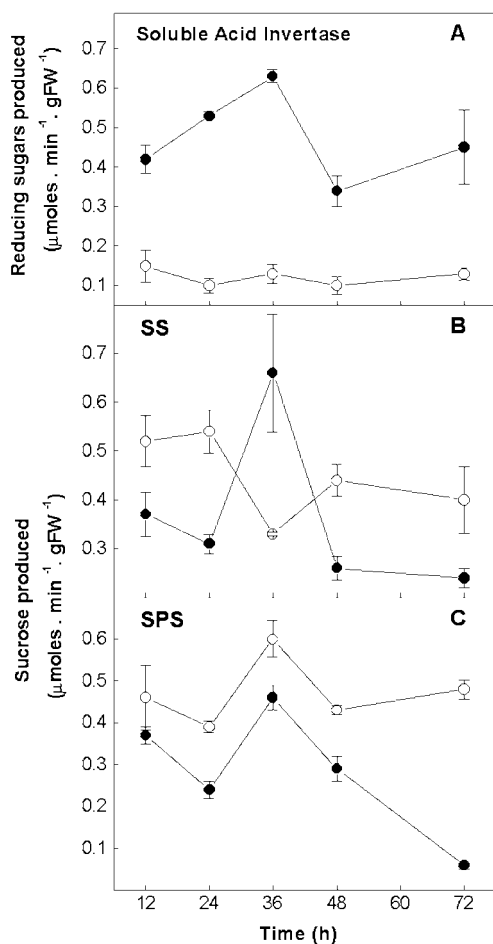 Soluble Acid Invertase
A
Reducing sugars produced
(μmoles . min -1 . gFW -1)
0.7
0.6
0.5
0.4
0.3
0.2
0.1
SS
B
0.7
0.6
0.5
0.4
0.3
Sucrose produced
(μmoles . min -1 . gFW -1)
SPS
C
0.6
0.5
0.4
0.3
0.2
0.1
12 24 36 48 60 72
Time (h)